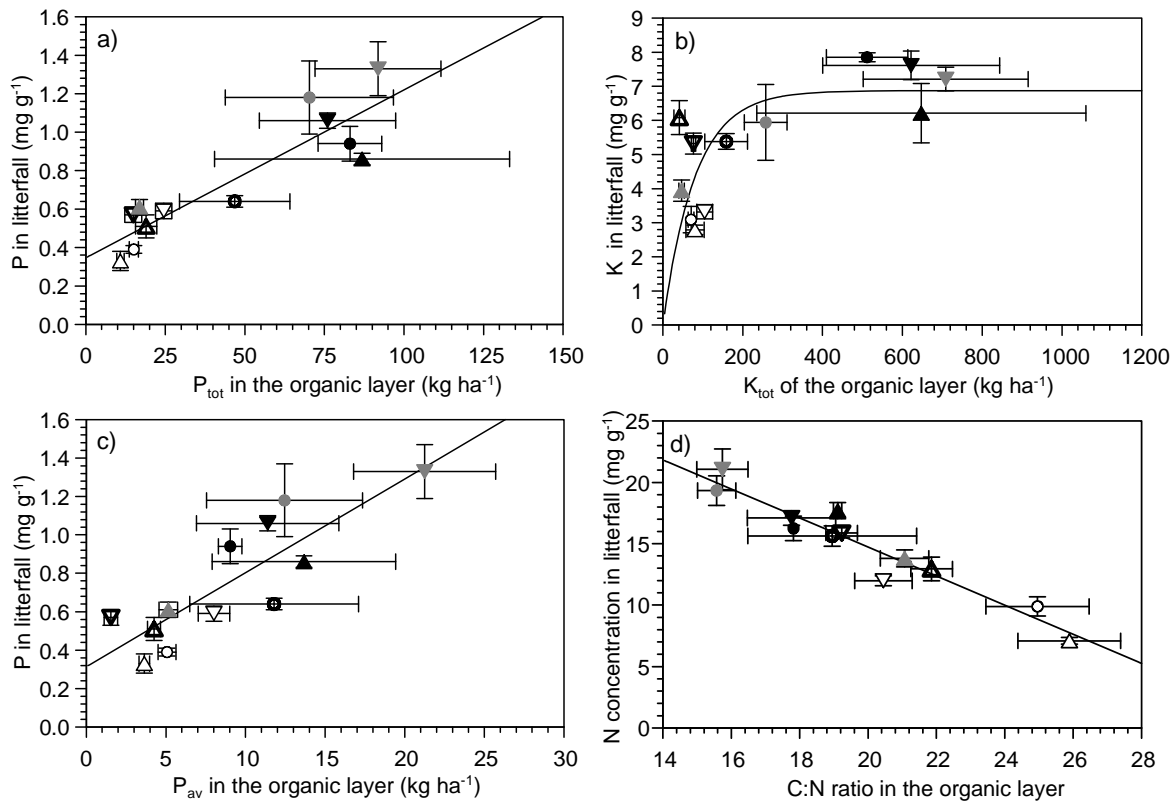 a)
P in litterfall (mg g-1)
1.6
1.4
1.2
1.0
0.8
0.6
0.4
0.2
0.0
0 25 50 75 100 125 150
Ptot in the organic layer (kg ha-1)
b)
K in litterfall (mg g-1)
9
8
7
6
5
4
3
2
1
0
0 200 400 600 800 1000 1200
Ktot of the organic layer (kg ha-1)
c)
P in litterfall (mg g-1)
1.6
1.4
1.2
1.0
0.8
0.6
0.4
0.2
0.0
0 5 10 15 20 25 30
Pav in the organic layer (kg ha-1)
d)
N concentration in litterfall (mg g-1)
25
20
15
10
5
0
14 16 18 20 22 24 26 28
C:N ratio in the organic layer